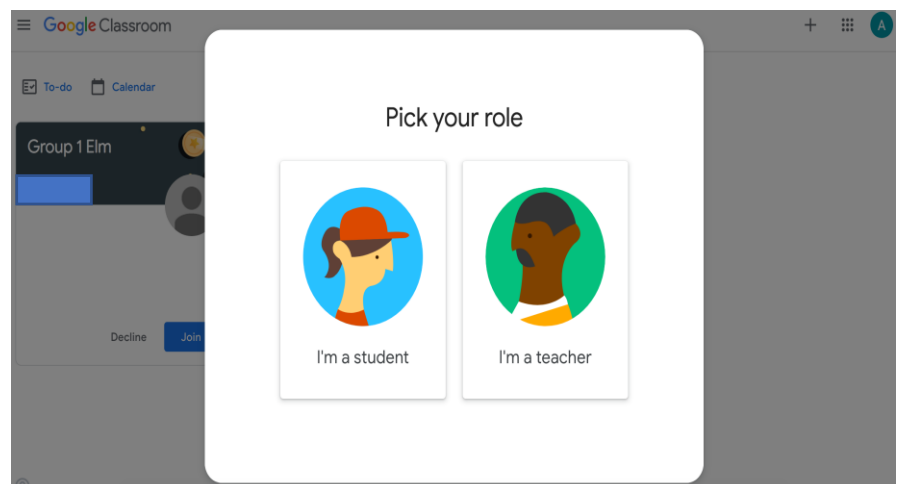 Google Classroom
A
To-do Calendar
Group 1 Elm
Decline Join
Pick your role
I'm a student
I'm a teacher